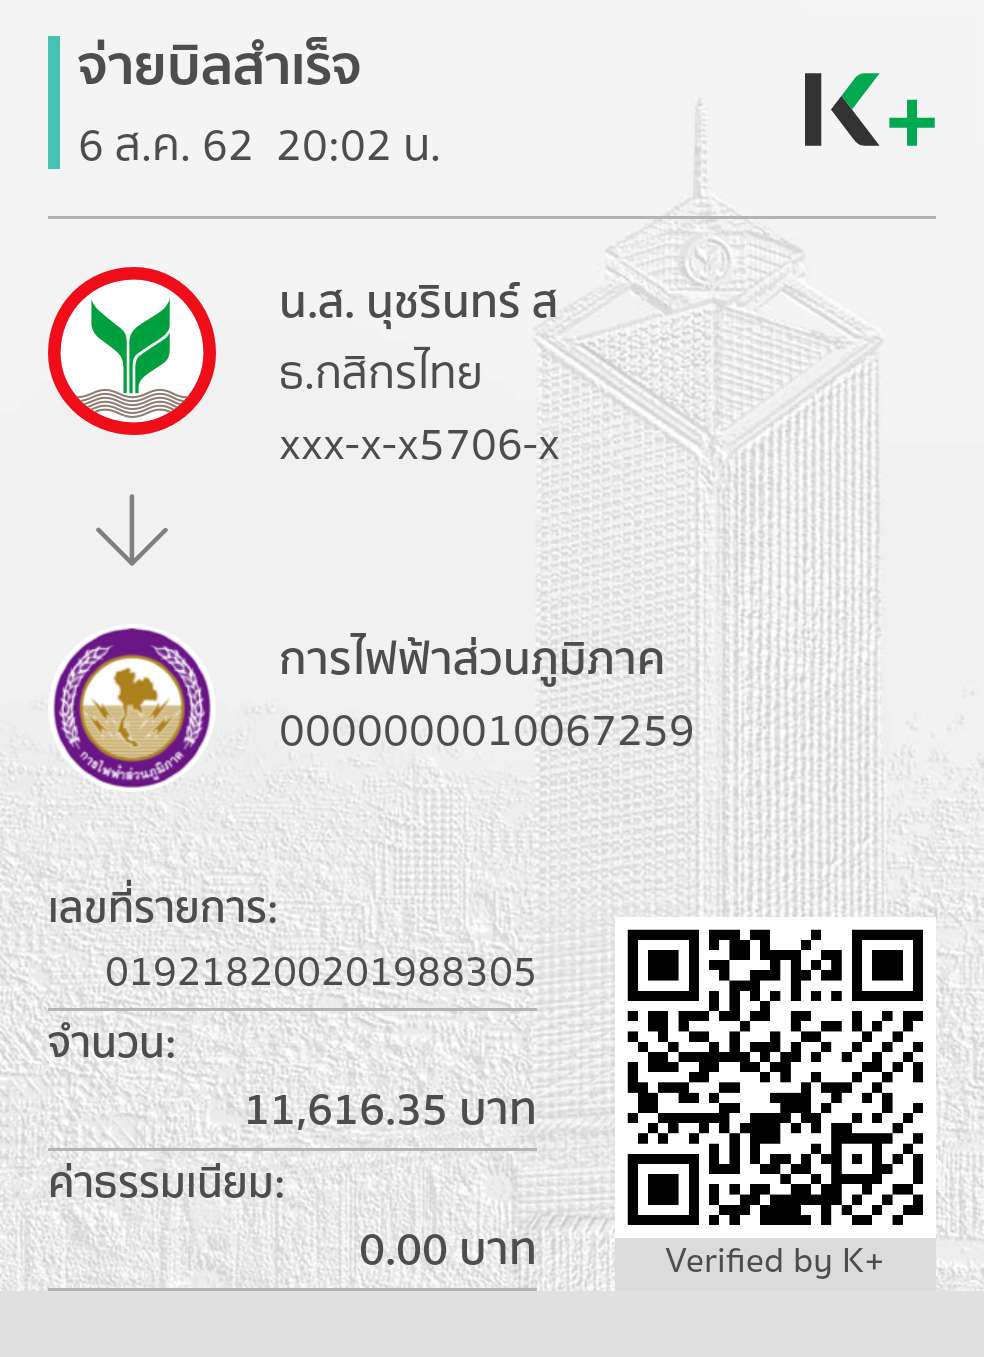 จ่ายบิลสำเร็จ
6 ส.ค. 62 20:02 น.
K+
น.ส. นุชรินทร์ ส
ธ.กสิกรไทย
xxx-x-x5706-x
การไฟฟ้าส่วนภูมิภาค
0000000010067259
การไฟฟ้าส่วนภูมิภาค
เลขที่รายการ:
019218200201988305
จำนวน:
11,616.35 บาท
ค่าธรรมเนียม:
0.00 บาท
Verified by K+